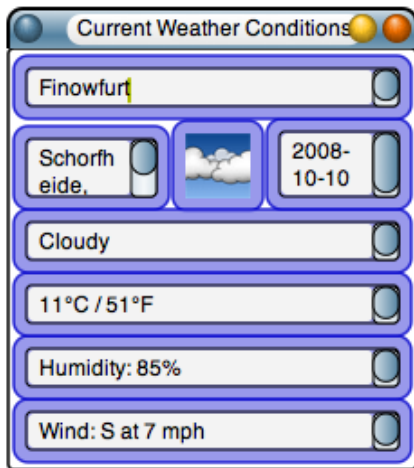 Current Weather Conditions
Finowfurt
Schorfh
eide,
2008-
10-10
Cloudy
11°C / 51°F
Humidity: 85%
Wind: S at 7 mph